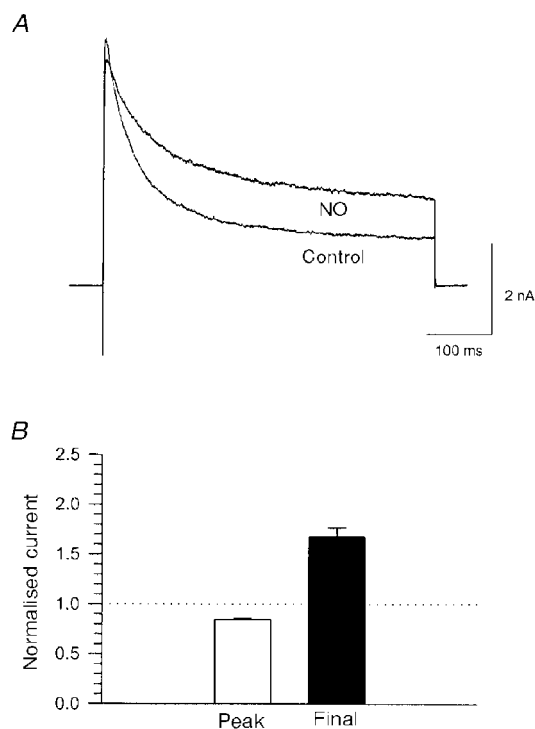 A
NO
Control
2 nA
100 ms
B
2.5
2.0
1.5
1.0
0.5
0.0
Normalised current
Peak
Final